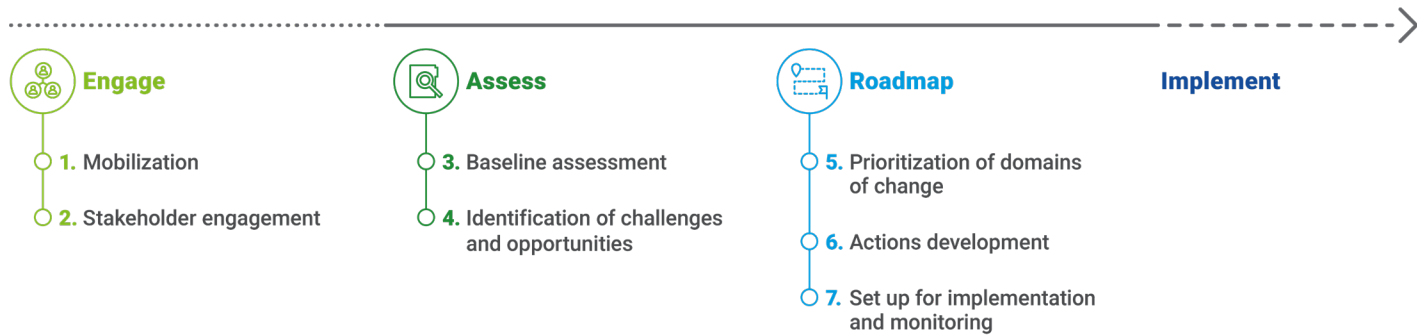 Engage
1. Mobilization
2. Stakeholder engagement
Assess
3. Baseline assessment
4. Identification of challenges
and opportunities
Roadmap
5. Prioritization of domains
of change
6. Actions development
7. Set up for implementation
and monitoring
Implement